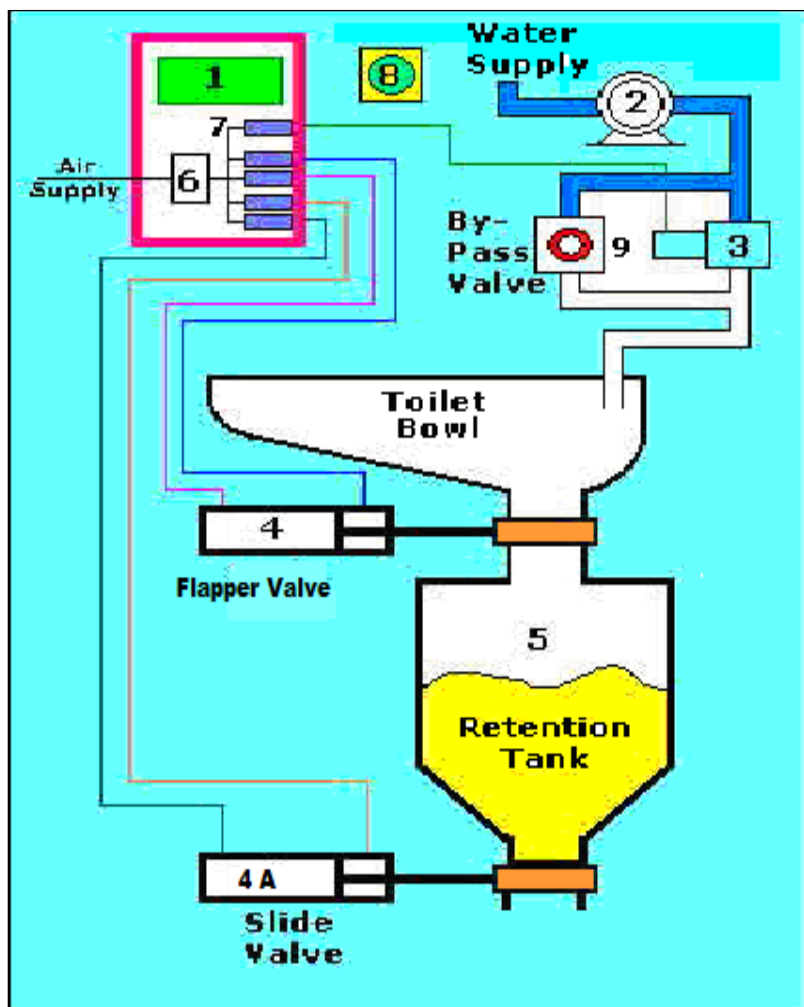 Water
Supply
1
8
2
7
Air
Supply
6
By-
Pass
Valve
9
3
Toilet
Bowl
4
Flapper Valve
5
Retention
Tank
4 A
Slide
Valve